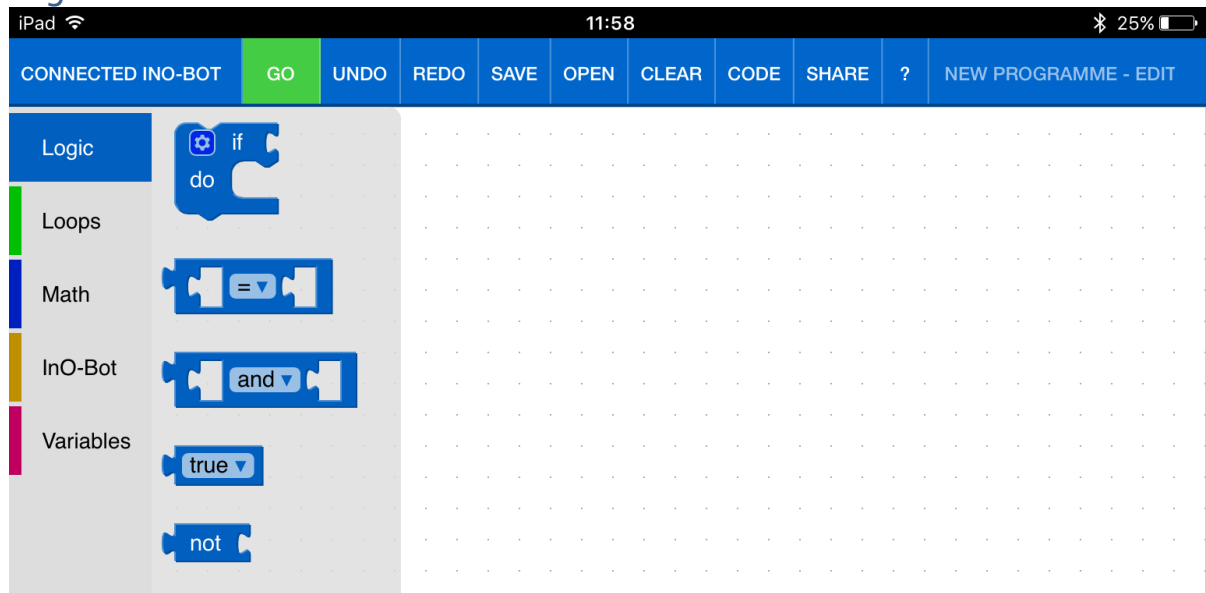 iPad 11:58 25%
CONNECTED INO-BOT GO UNDO REDO SAVE OPEN CLEAR CODE SHARE ? NEW PROGRAMME - EDIT
Logic
Loops
Math
InO-Bot
Variables
if
do
=
and
true
not